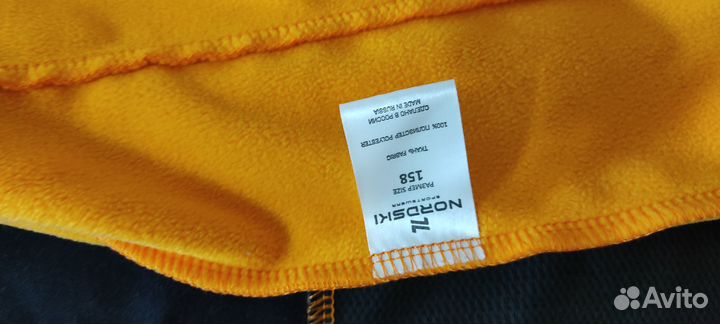 NORDSKI
SPORTSWEAR
РАЗМЕР SIZE
158
ТКАНЬ FABRIC
100% ПОЛИЭСТЕР POLYESTER
СДЕЛАНО В РОССИИ
MADE IN RUSSIA
Avito